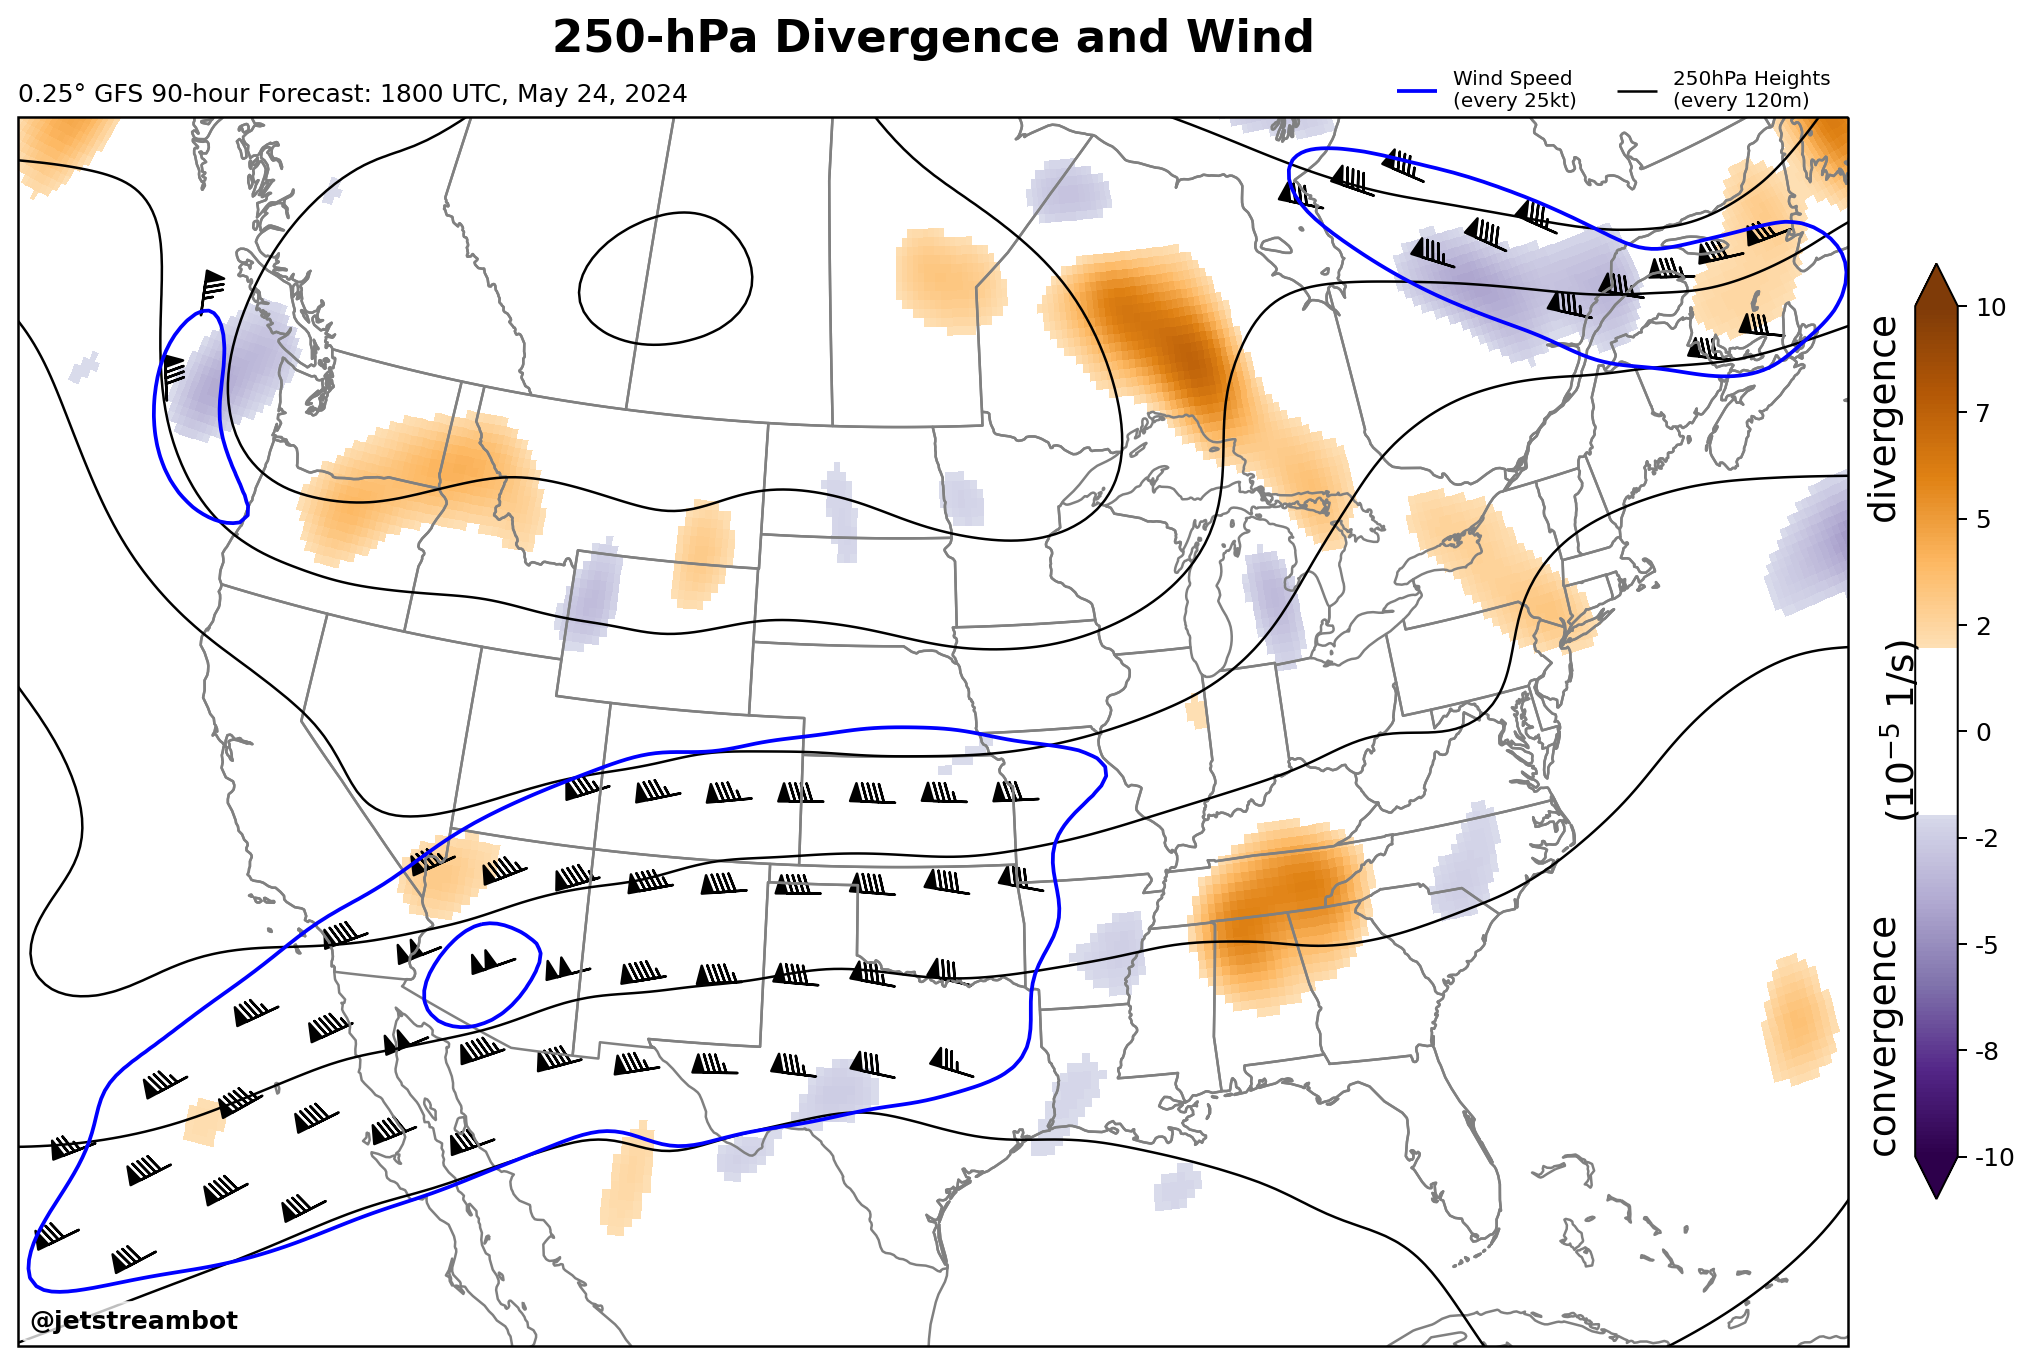 250-hPa Divergence and Wind
0.25° GFS 90-hour Forecast: 1800 UTC, May 24, 2024
Wind Speed
(every 25kt)
250hPa Heights
(every 120m)
divergence
(10⁻⁵ 1/s)
convergence
10
7
5
2
0
-2
-5
-8
-10
@jetstreambot